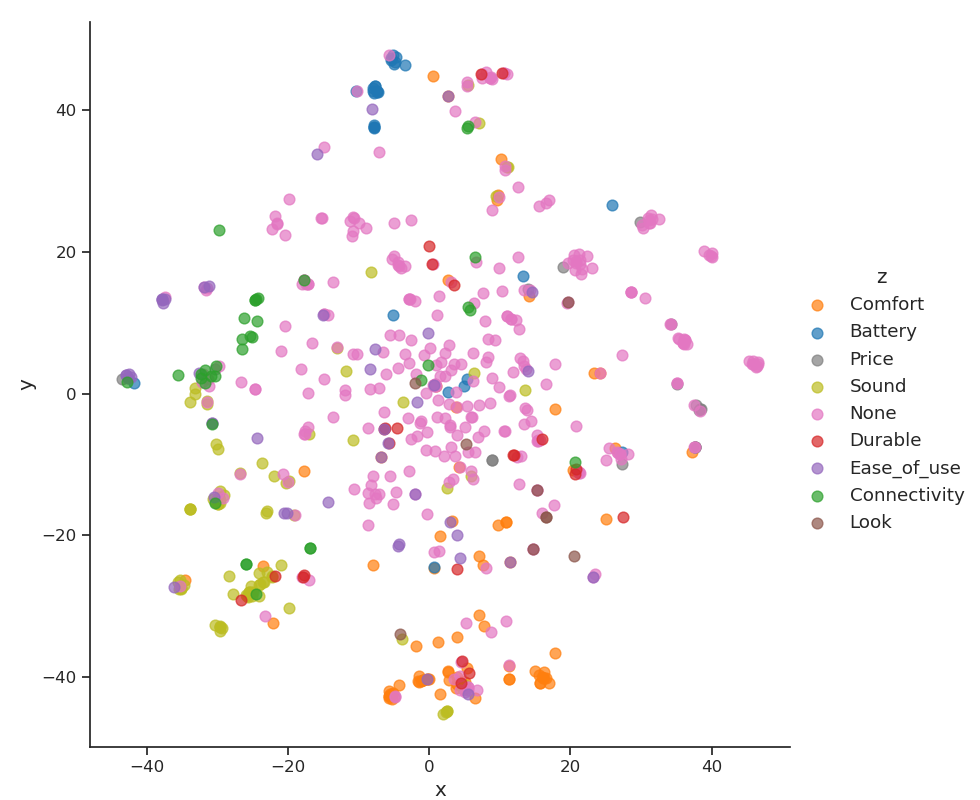 40
20
0
−20
−40
y
−40
−20
0
20
40
x
z
Comfort
Battery
Price
Sound
None
Durable
Ease_of_use
Connectivity
Look